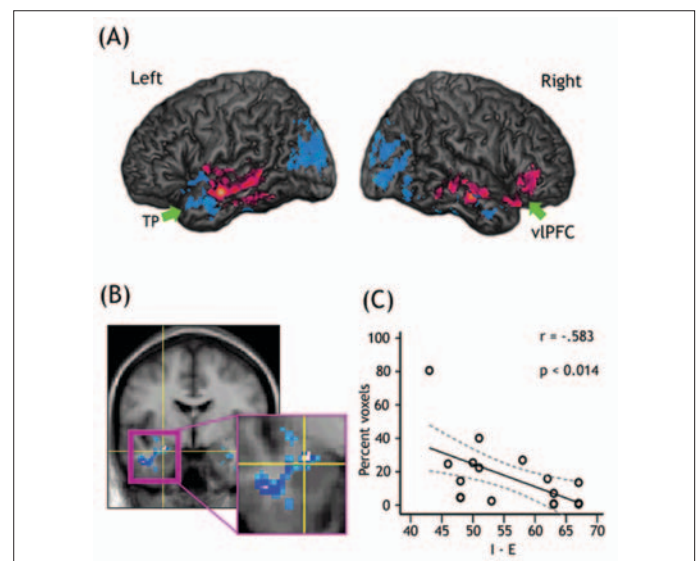 (A)
Left
Right
TP
vlPFC
(B)
(C)
r = -.583
p < 0.014
Percent voxels
100
80
60
40
20
0
40 45 50 55 60 65 70
I - E